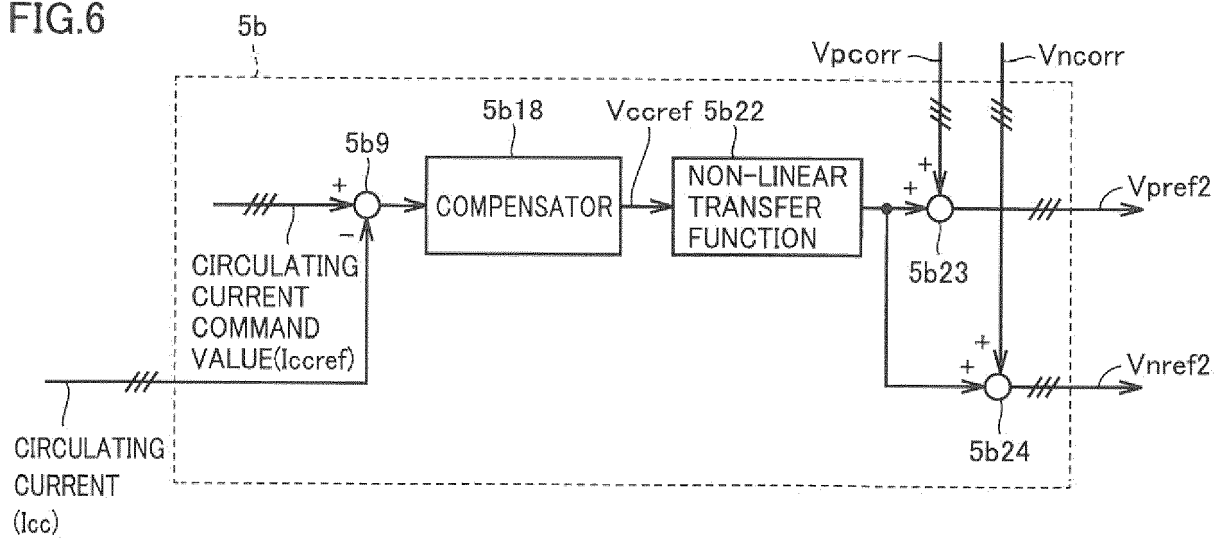 FIG.6
5b
Vpcorr
Vncorr
5b18
Vccref
5b22
5b9
+
−
COMPENSATOR
NON-LINEAR
TRANSFER
FUNCTION
+
+
Vpref2
5b23
CIRCULATING
CURRENT
COMMAND
VALUE(Iccref)
+
+
Vnref2
5b24
CIRCULATING
CURRENT
(Icc)